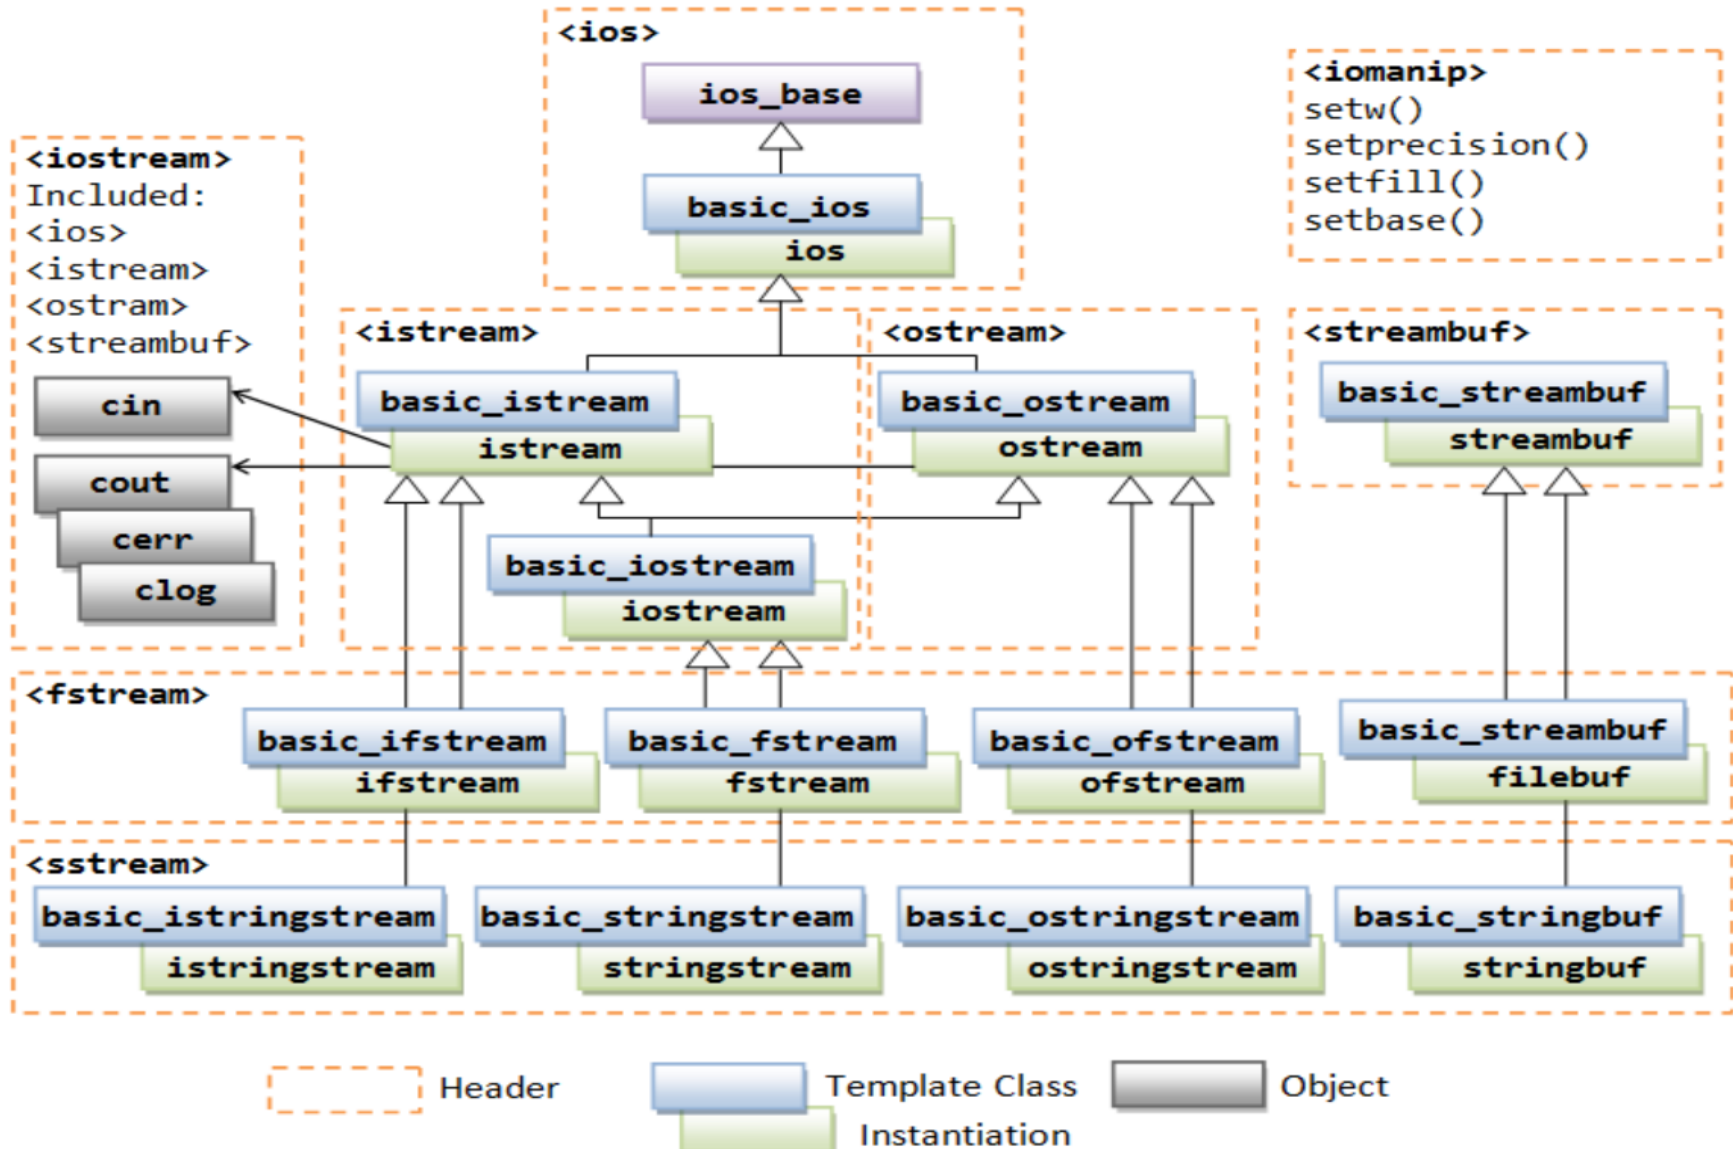 <ios>
ios_base
basic_ios
ios
<iomanip>
setw()
setprecision()
setfill()
setbase()
<iostream>
Included:
<ios>
<istream>
<ostram>
<streambuf>
cin
cout
cerr
clog
<istream>
basic_istream
istream
basic_iostream
iostream
<ostream>
basic_ostream
ostream
<streambuf>
basic_streambuf
streambuf
<fstream>
basic_ifstream
ifstream
basic_fstream
fstream
basic_ofstream
ofstream
basic_streambuf
filebuf
<sstream>
basic_istringstream
istringstream
basic_stringstream
stringstream
basic_ostringstream
ostringstream
basic_stringbuf
stringbuf
Header
Template Class
Instantiation
Object